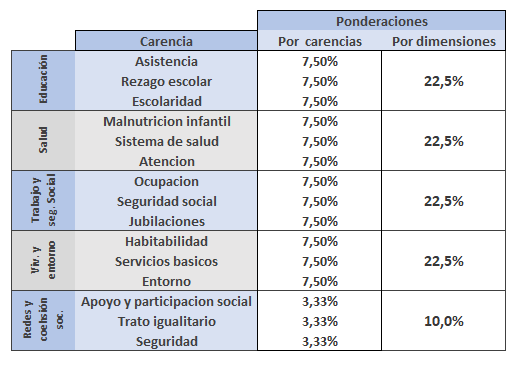 Ponderaciones
Carencia Por carencias Por dimensiones
Educación
Asistencia 7,50%
Rezago escolar 7,50% 22,5%
Escolaridad 7,50%
Salud
Malnutricion infantil 7,50%
Sistema de salud 7,50% 22,5%
Atencion 7,50%
Trabajo y
seg. Social
Ocupacion 7,50%
Seguridad social 7,50% 22,5%
Jubilaciones 7,50%
Viv. y
entorno
Habitabilidad 7,50%
Servicios basicos 7,50% 22,5%
Entorno 7,50%
Redes y
coehsión
soc.
Apoyo y participacion social 3,33%
Trato igualitario 3,33% 10,0%
Seguridad 3,33%